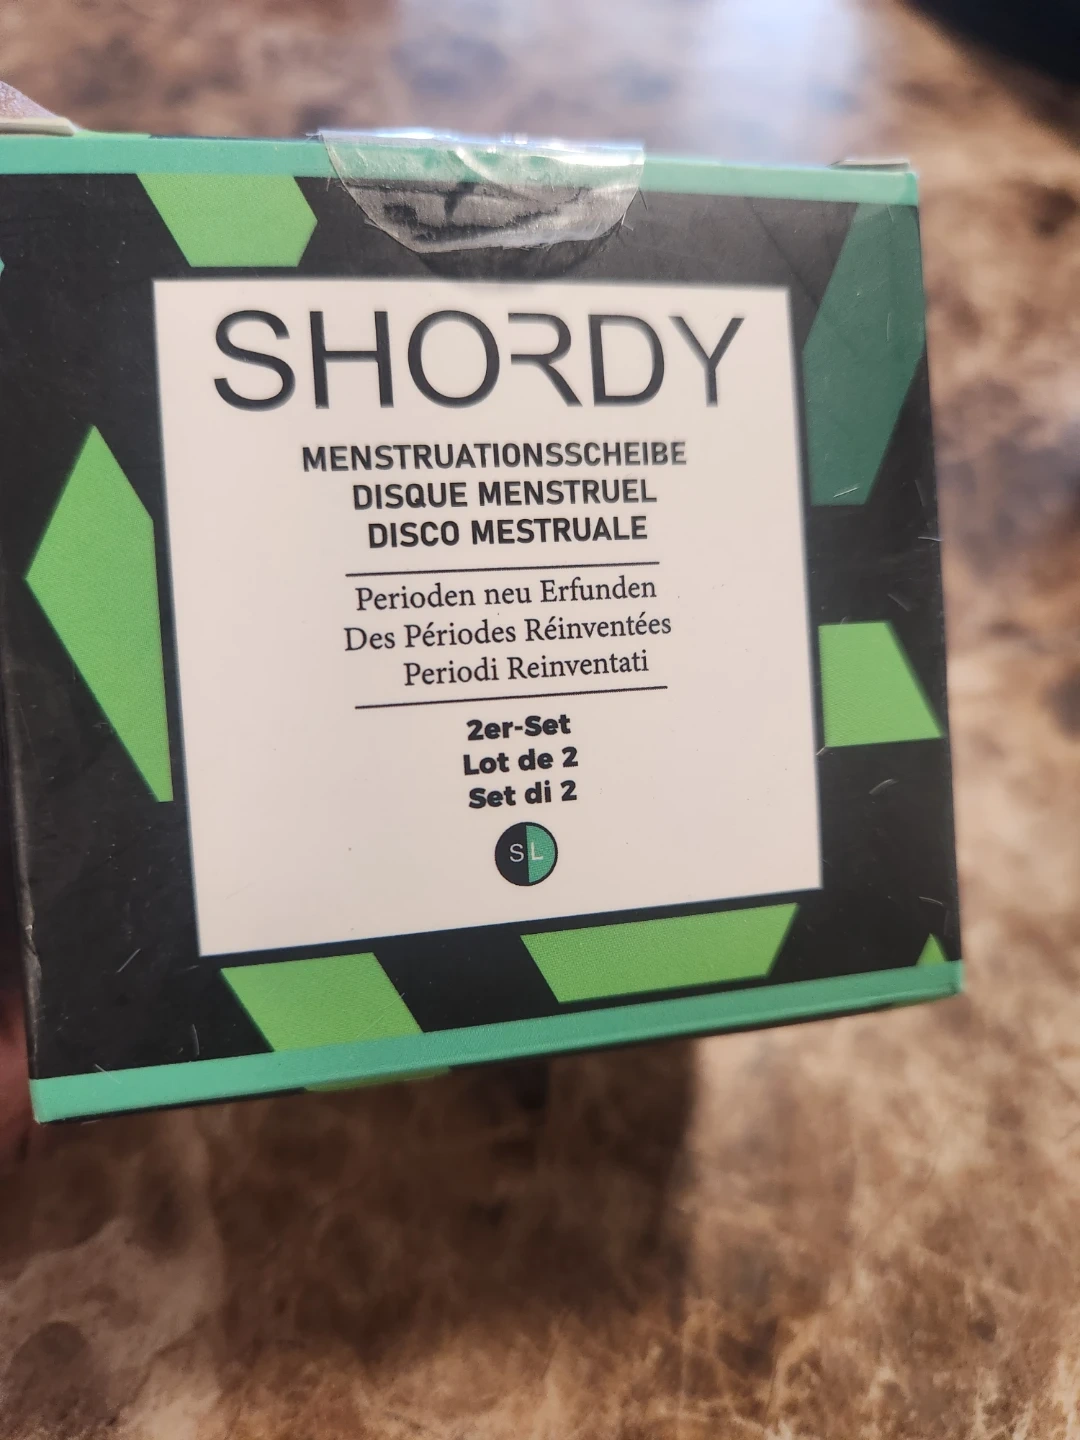 SHORDY
MENSTRUATIONSSCHEIBE
DISQUE MENSTRUEL
DISCO MESTRUALE
Perioden neu Erfunden
Des Périodes Réinventées
Periodi Reinventati
2er-Set
Lot de 2
Set di 2
SL